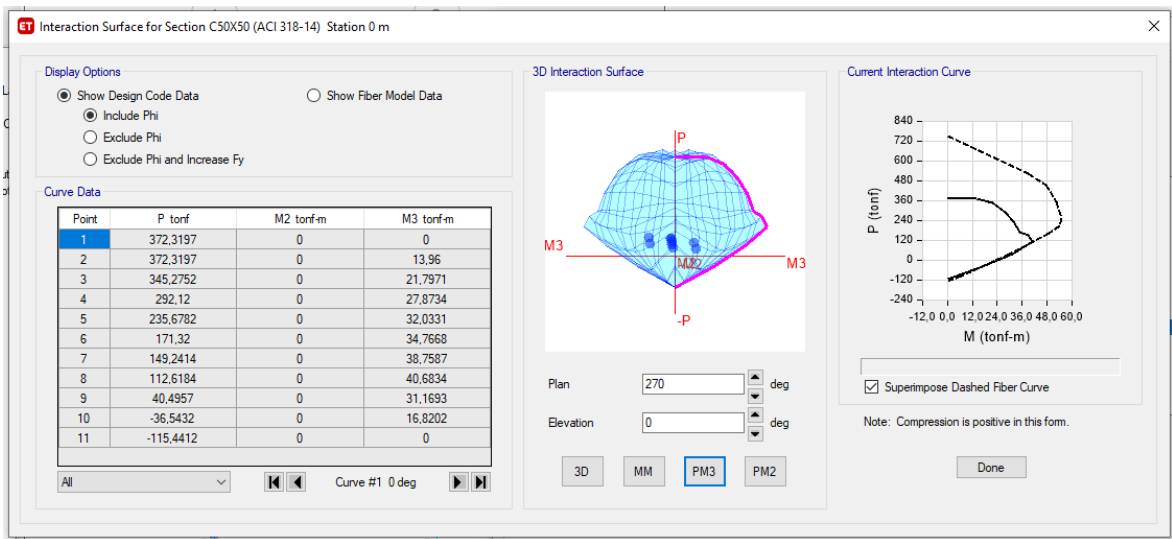 ET Interaction Surface for Section C50X50 (ACI 318-14) Station 0 m
Display Options
Show Design Code Data
Show Fiber Model Data
Include Phi
Exclude Phi
Exclude Phi and Increase Fy
Curve Data
Point P tonf M2 tonf-m M3 tonf-m
1 372,3197 0 0
2 372,3197 0 13,96
3 345,2752 0 21,7971
4 292,12 0 27,8734
5 235,6782 0 32,0331
6 171,32 0 34,7668
7 149,2414 0 38,7587
8 112,6184 0 40,6834
9 40,4957 0 31,1693
10 -36,5432 0 16,8202
11 -115,4412 0 0
All
Curve #1 0 deg
3D Interaction Surface
P
M3
M3
-P
Plan 270 deg
Elevation 0 deg
3D MM PM3 PM2
Current Interaction Curve
840
720
600
480
360
240
120
0
-120
-240
P (tonf)
-12,0 0,0 12,0 24,0 36,0 48,0 60,0
M (tonf-m)
Superimpose Dashed Fiber Curve
Note: Compression is positive in this form.
Done